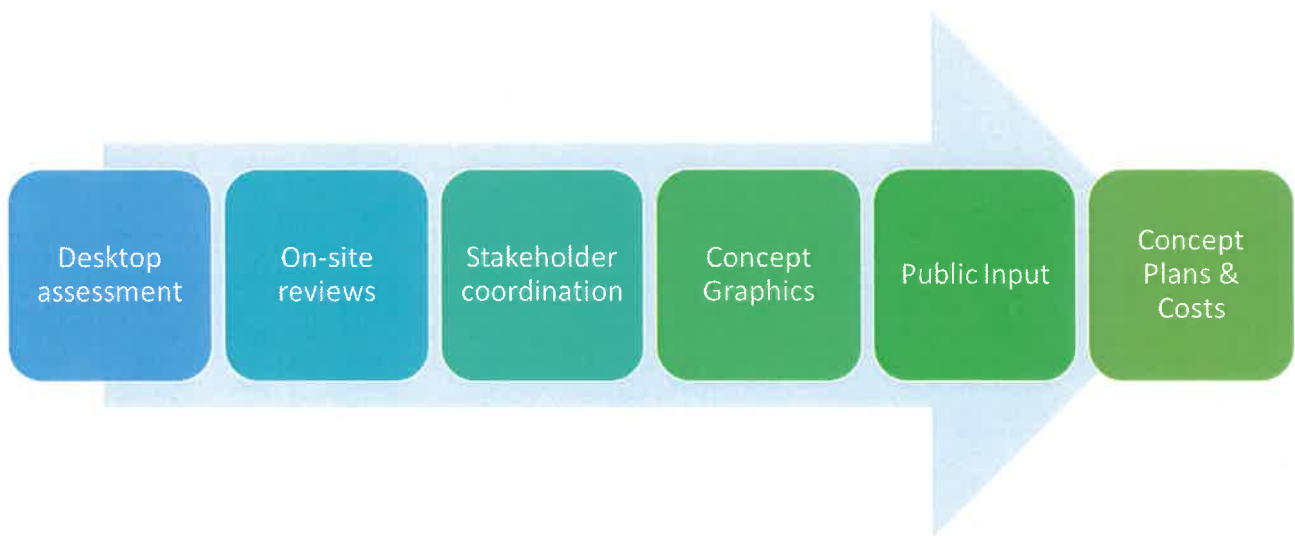 Desktop
assessment
On-site
reviews
Stakeholder
coordination
Concept
Graphics
Public Input
Concept
Plans &
Costs